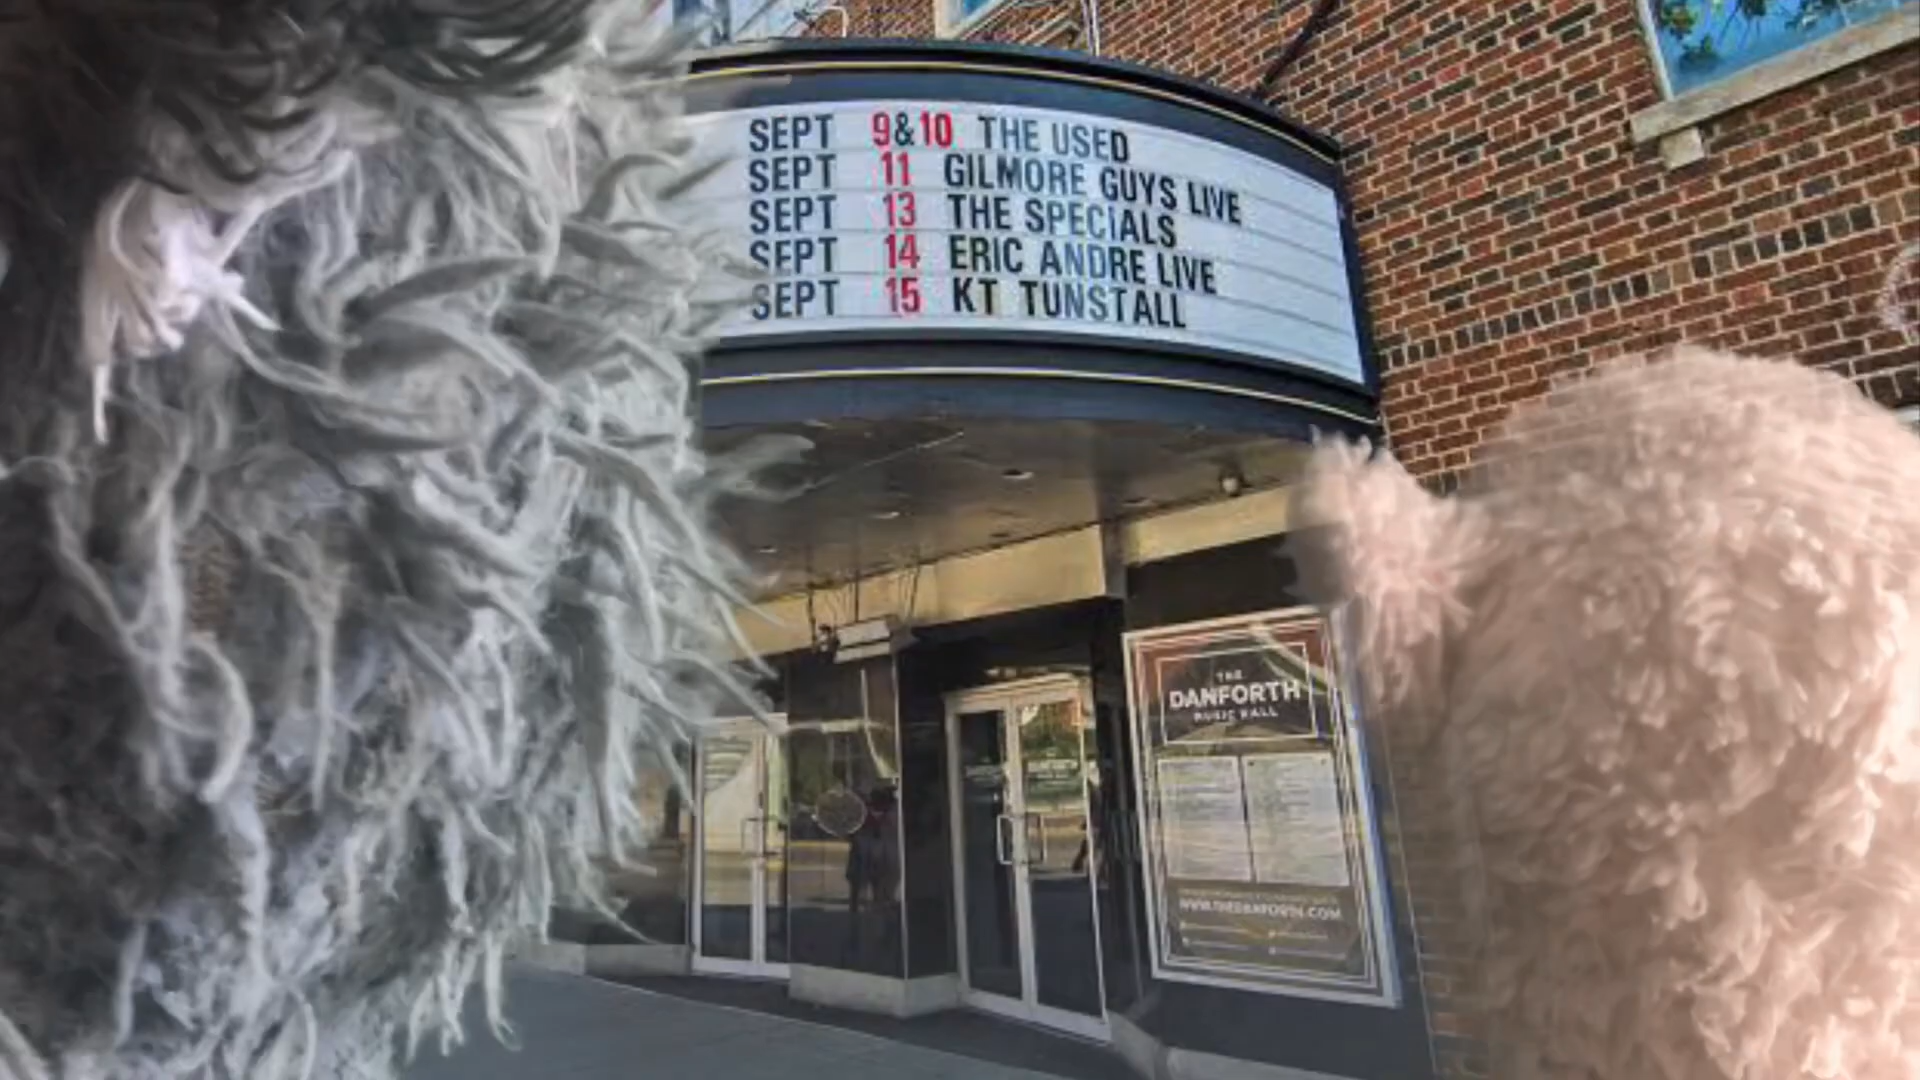 SEPT 9&10 THE USED
SEPT 11 GILMORE GUYS LIVE
SEPT 13 THE SPECIALS
SEPT 14 ERIC ANDRE LIVE
SEPT 15 KT TUNSTALL
THE
DANFORTH
MUSIC HALL
WWW.THEDANFORTH.COM